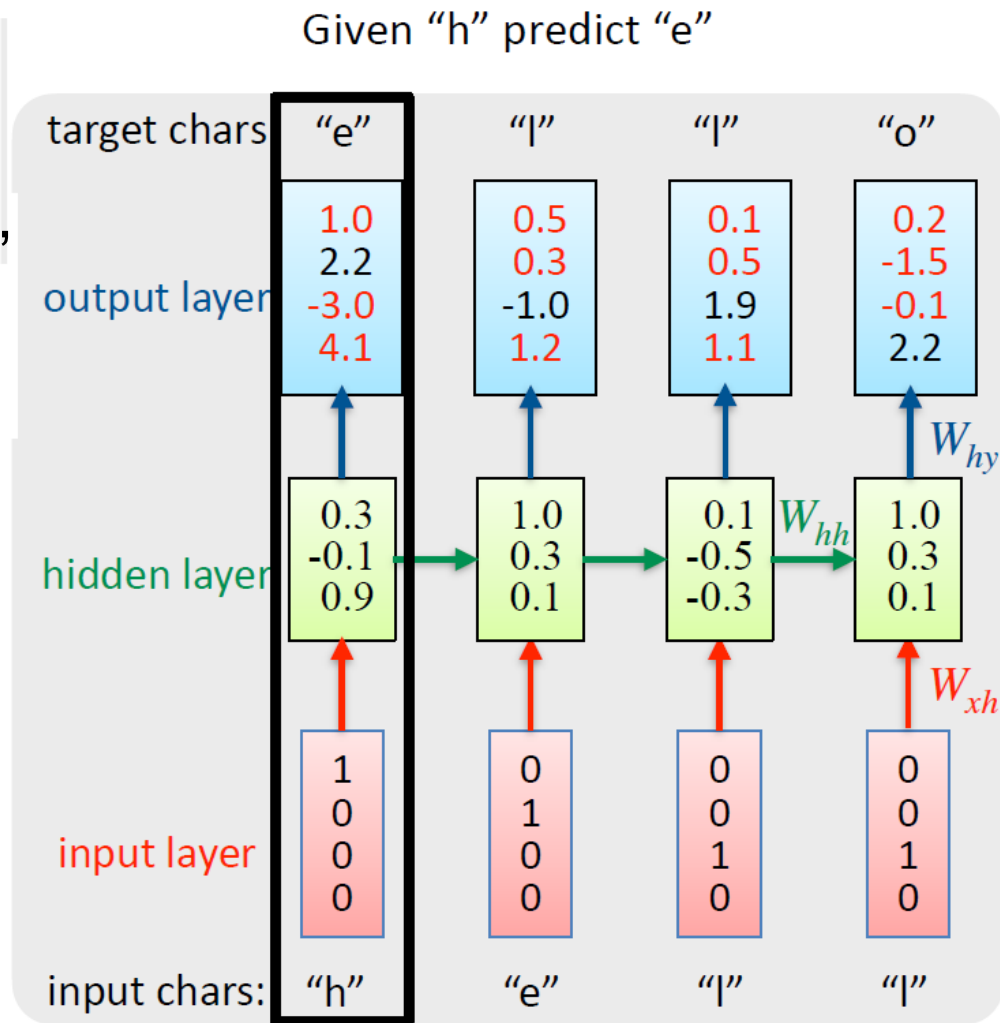 Given “h” predict “e”
target chars “e” “l” “l” “o”
,
1.0 0.5 0.1 0.2
2.2 0.3 0.5 -1.5
output layer -3.0 -1.0 1.9 -0.1
4.1 1.2 1.1 2.2
W_hy
0.3 1.0 0.1 W_hh 1.0
hidden layer -0.1 0.3 -0.5 0.3
0.9 0.1 -0.3 0.1
W_xh
1 0 0 0
0 1 0 0
input layer 0 0 1 1
0 0 0 0
input chars: “h” “e” “l” “l”